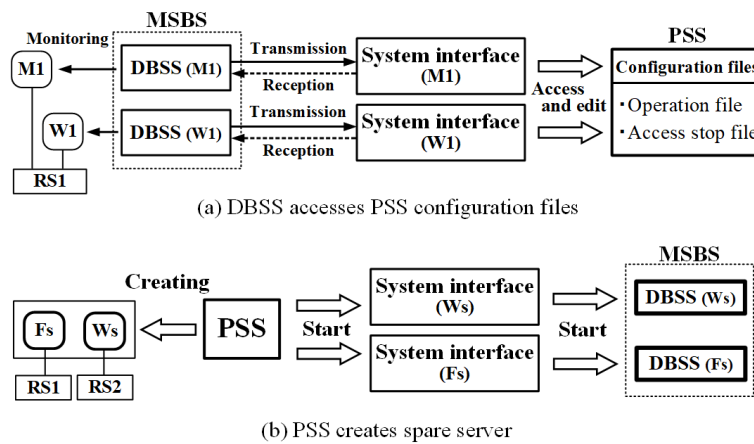 MSBS
PSS
Monitoring
M1
DBSS (M1)
Transmission
Reception
System interface
(M1)
W1
DBSS (W1)
Transmission
Reception
System interface
(W1)
Access
and edit
Configuration files
・Operation file
・Access stop file
RS1
(a) DBSS accesses PSS configuration files
MSBS
Creating
Fs
Ws
RS1
RS2
PSS
Start
System interface
(Ws)
System interface
(Fs)
Start
DBSS (Ws)
DBSS (Fs)
(b) PSS creates spare server